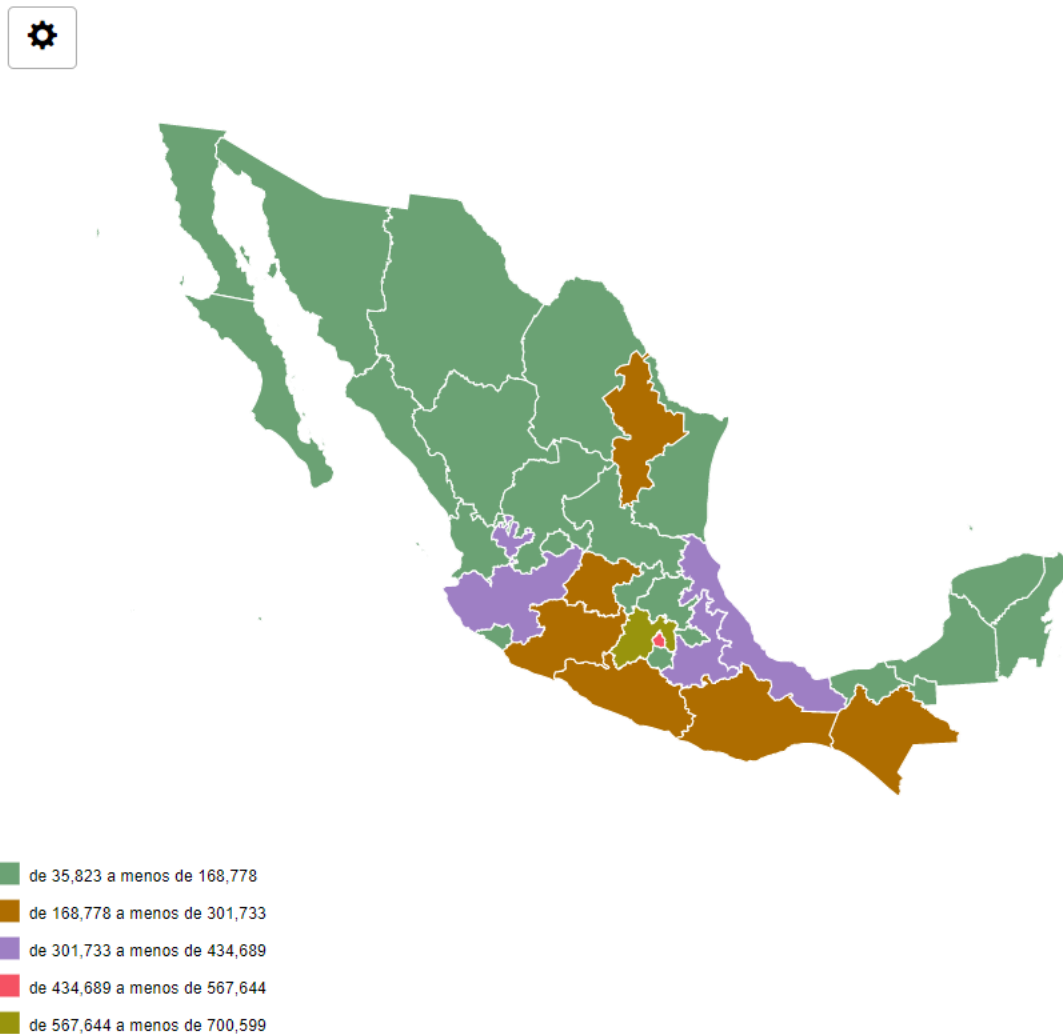 de 35,823 a menos de 168,778
de 168,778 a menos de 301,733
de 301,733 a menos de 434,689
de 434,689 a menos de 567,644
de 567,644 a menos de 700,599